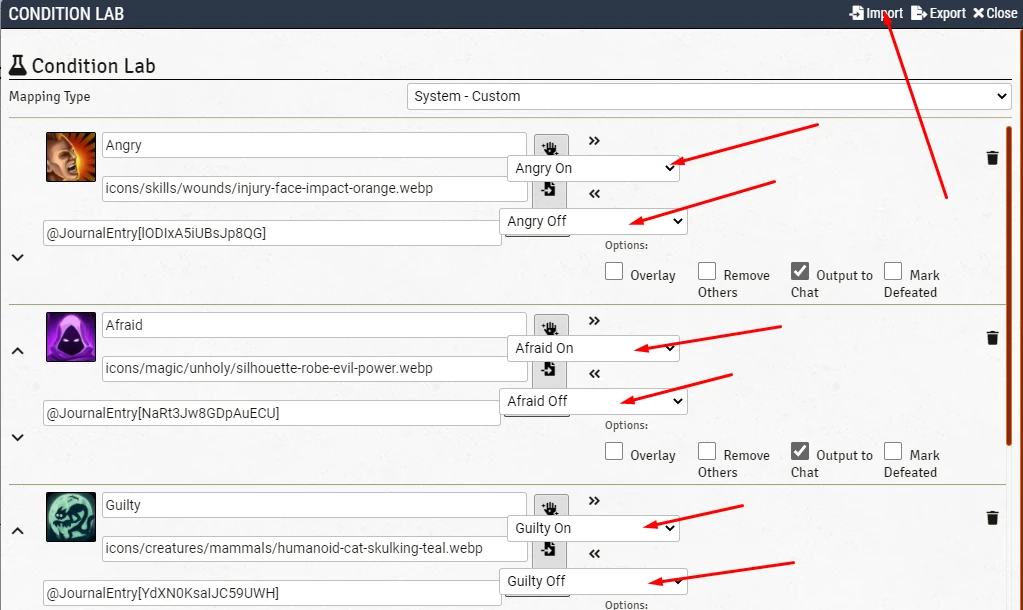 CONDITION LAB
Import Export Close
Condition Lab
Mapping Type
System - Custom
Angry
Angry On
icons/skills/wounds/injury-face-impact-orange.webp
Angry Off
@JournalEntry[lODIxA5iUBsJp8QG]
Options:
Overlay
Remove Others
Output to Chat
Mark Defeated
Afraid
Afraid On
icons/magic/unholy/silhouette-robe-evil-power.webp
Afraid Off
@JournalEntry[NaRt3Jw8GDpAuECU]
Options:
Overlay
Remove Others
Output to Chat
Mark Defeated
Guilty
Guilty On
icons/creatures/mammals/humanoid-cat-skulking-teal.webp
Guilty Off
@JournalEntry[YdXN0KsaIJC59UWH]
Options: